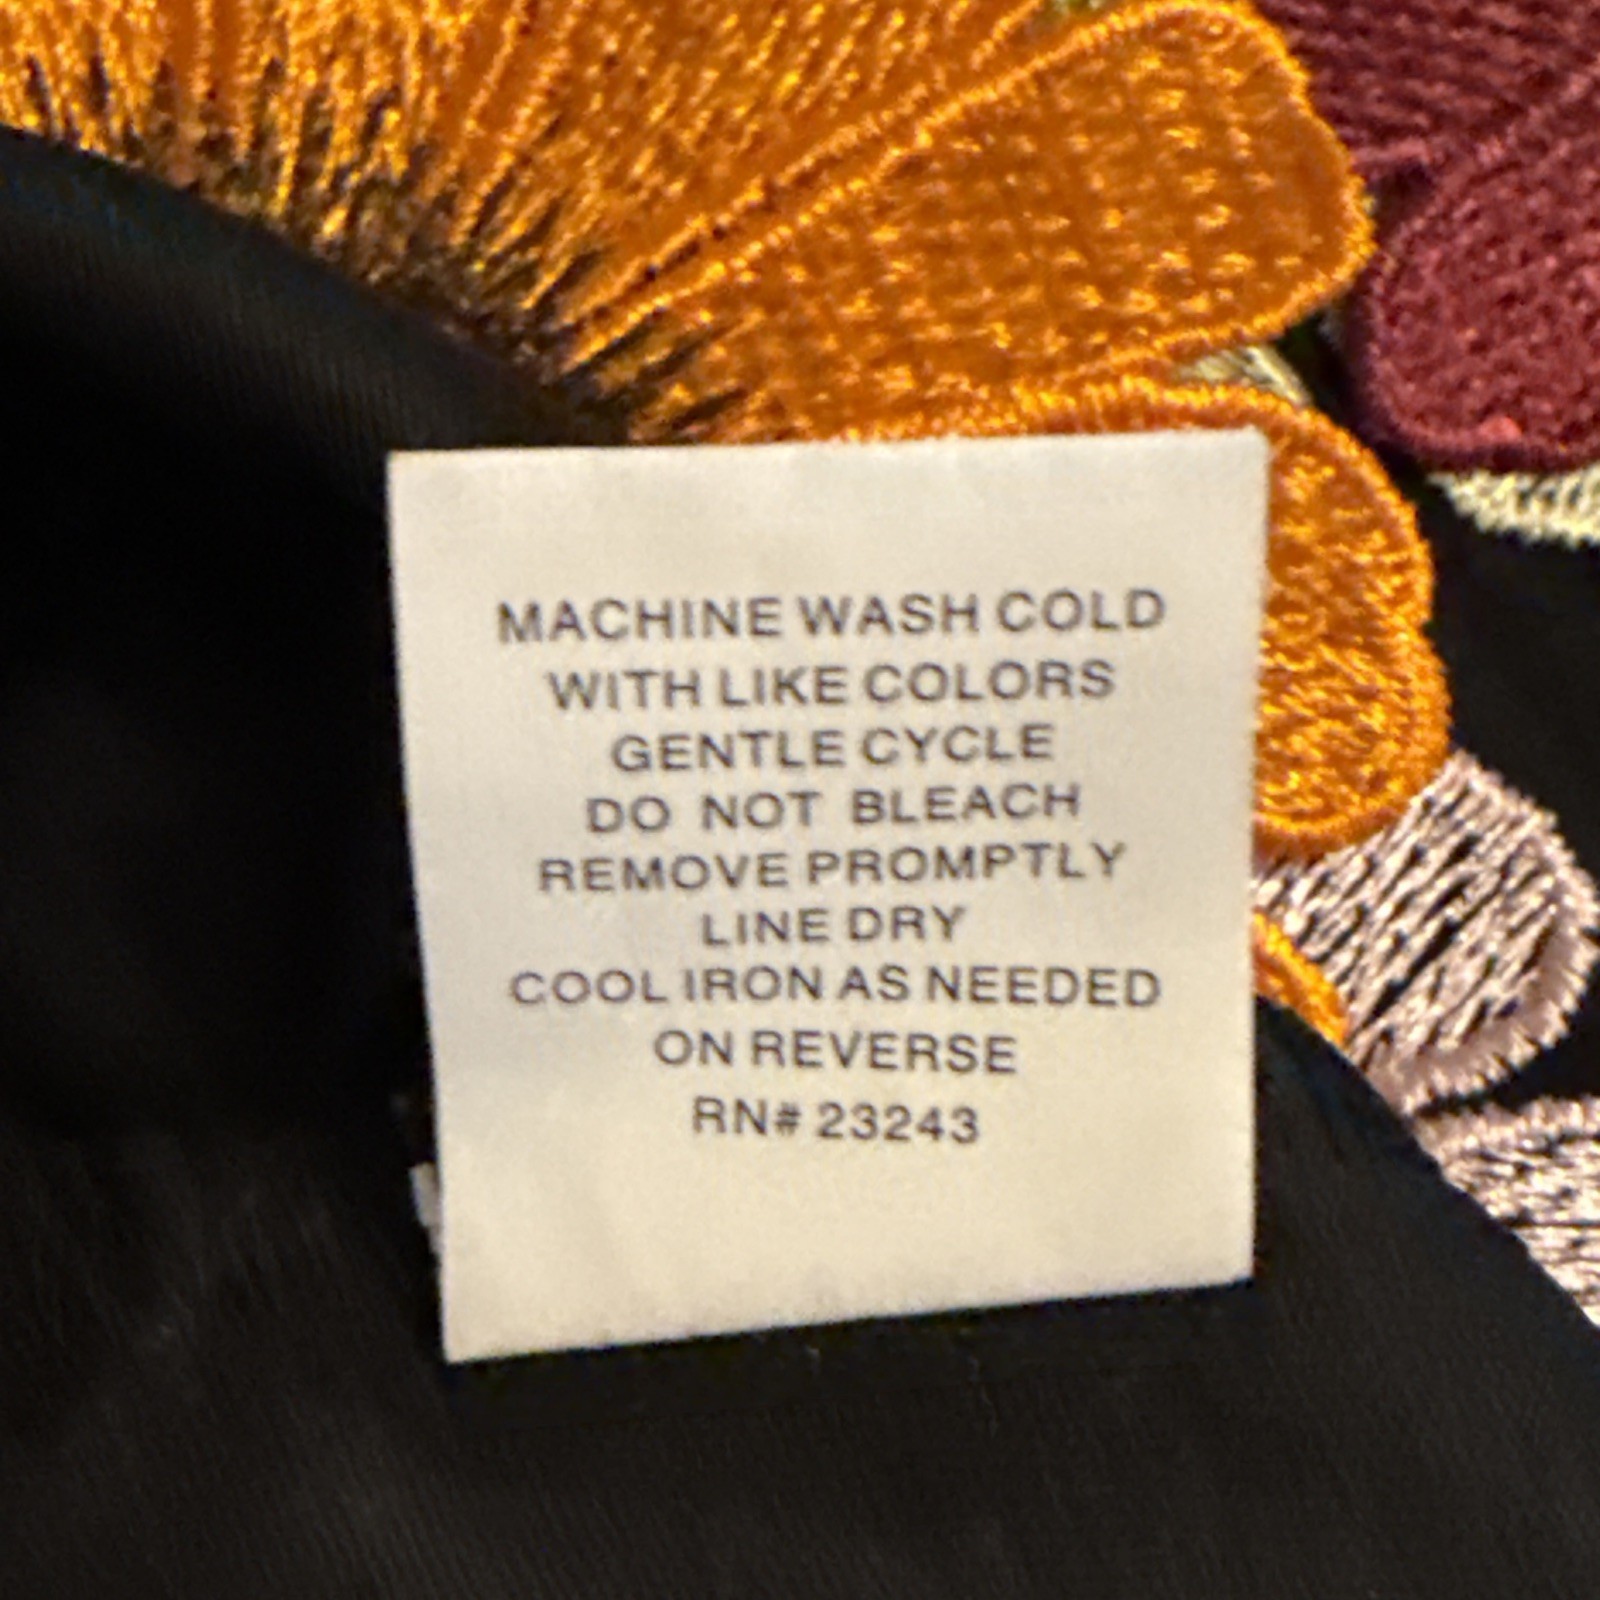 MACHINE WASH COLD
WITH LIKE COLORS
GENTLE CYCLE
DO NOT BLEACH
REMOVE PROMPTLY
LINE DRY
COOL IRON AS NEEDED
ON REVERSE
RN# 23243